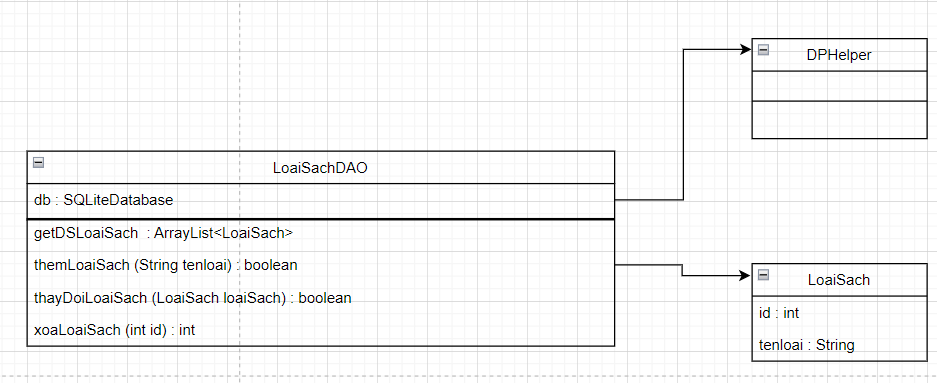 DPHelper
LoaiSachDAO
db : SQLiteDatabase
getDSLoaiSach : ArrayList<LoaiSach>
themLoaiSach (String tenloai) : boolean
thayDoiLoaiSach (LoaiSach loaiSach) : boolean
xoaLoaiSach (int id) : int
LoaiSach
id : int
tenloai : String